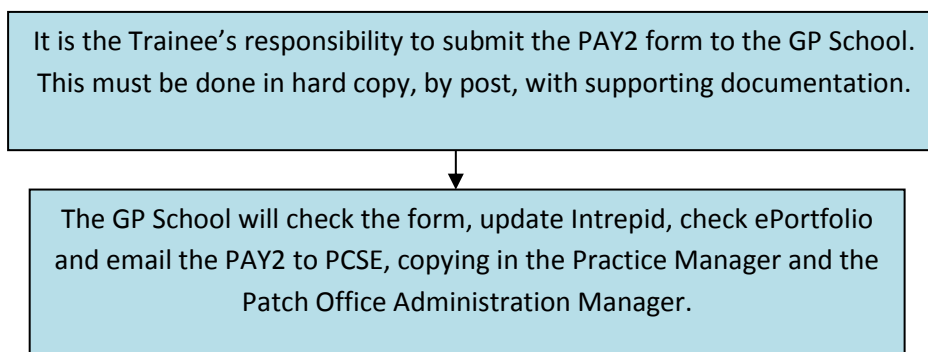 It is the Trainee’s responsibility to submit the PAY2 form to the GP School.
This must be done in hard copy, by post, with supporting documentation.
The GP School will check the form, update Intrepid, check ePortfolio
and email the PAY2 to PCSE, copying in the Practice Manager and the
Patch Office Administration Manager.